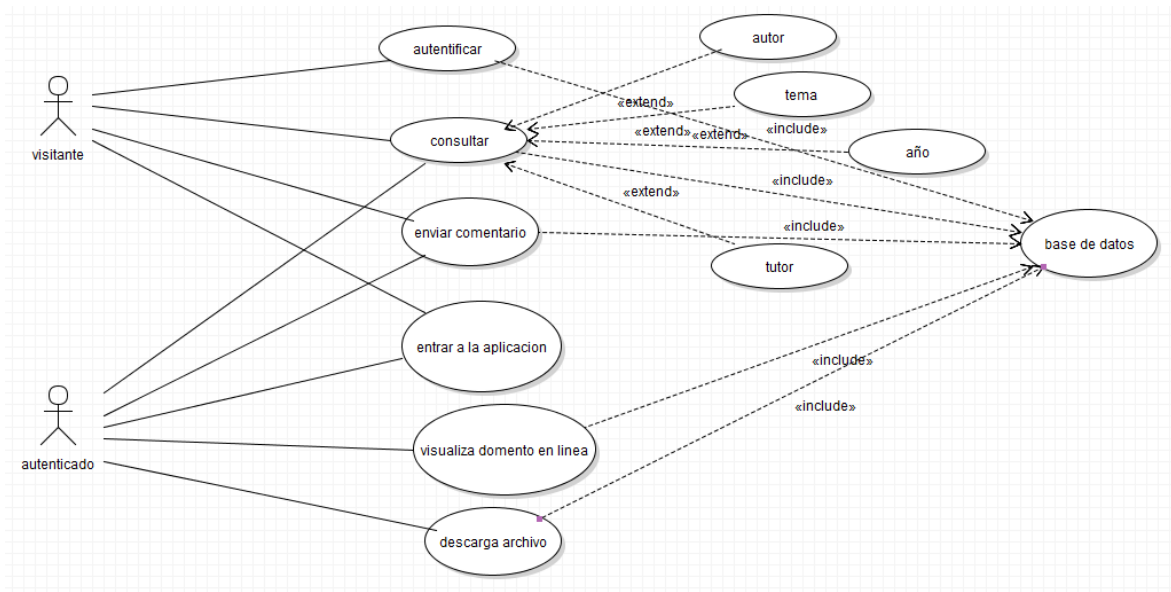 autentificar
autor
«extend»
tema
«extend»
«extend»
«include»
visitante
consultar
año
«include»
«extend»
enviar comentario
«include»
base de datos
tutor
entrar a la aplicacion
«include»
«include»
autenticado
visualiza domento en linea
descarga archivo